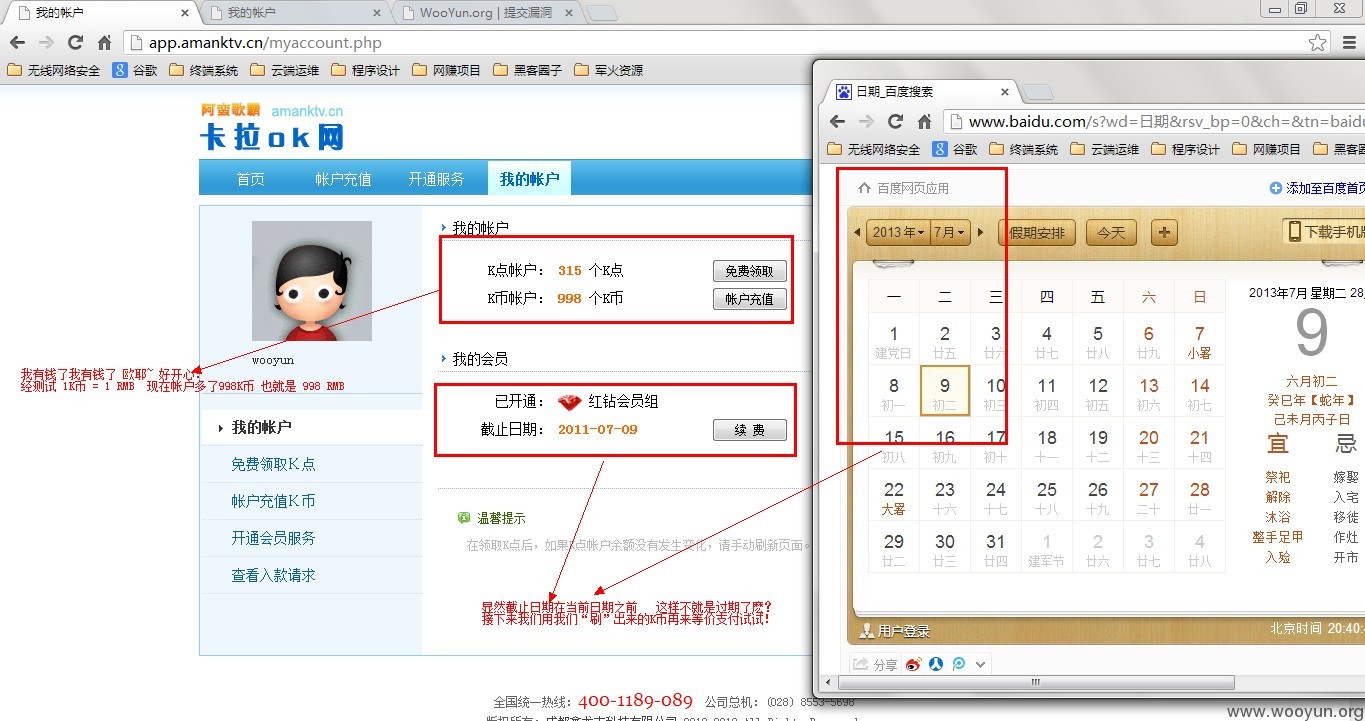 我的帐户
我的帐户
WooYun.org | 提交漏洞
app.amanktv.cn/myaccount.php
无线网络安全 谷歌 终端系统 云端运维 程序设计 网赚项目 黑客圈子 军火资源
阿蛮歌霸 amanktv.cn
卡拉ok网
首页 帐户充值 开通服务 我的帐户
wooyun
我的帐户
K点帐户: 315 个K点 免费领取
K币帐户: 998 个K币 帐户充值
我有钱了我有钱了 欧耶~ 好开心!
经测试 1K币 = 1 RMB 现在帐户多了998K币 也就是 998 RMB
我的会员
已开通: 红钻会员组
截止日期: 2011-07-09 续 费
我的帐户
免费领取K点
帐户充值K币
开通会员服务
查看入款请求
温馨提示
在领取K点后，如果K点帐户余额没有发生变化，请手动刷新页面。
显然截止日期在当前日期之前 这样不就是过期了麽?
接下来我们用我们“刷”出来的K币再来等价支付试试!
全国统一热线: 400-1189-089 公司总机: (028) 8553-5698
日期_百度搜索
www.baidu.com/s?wd=日期&rsv_bp=0&ch=&tn=baidu
无线网络安全 谷歌 终端系统 云端运维 程序设计 网赚项目 黑客
百度网页应用
添加至百度首页
2013年 7月 假期安排 今天 下载手机
一 二 三 四 五 六 日
1 2 3 4 5 6 7
建党日 廿五 廿六 廿七 廿八 廿九 小署
8 9 10 11 12 13 14
初一 初二 初三 初四 初五 初六 初七
15 16 17 18 19 20 21
初八 初九 初十 十一 十二 十三 十四
22 23 24 25 26 27 28
大署 十六 十七 十八 十九 二十 廿一
29 30 31 1 2 3 4
廿二 廿三 廿四 建军节 廿六 廿七 廿八
2013年7月 星期二 28
9
六月初二
癸巳年【蛇年】
己未月丙子日
宜 忌
祭祀 嫁娶
解除 入宅
沐浴 移徙
整手足甲 作灶
入殓 开市
用户登录
北京时间 20:40:
分享
www.wooyun.org